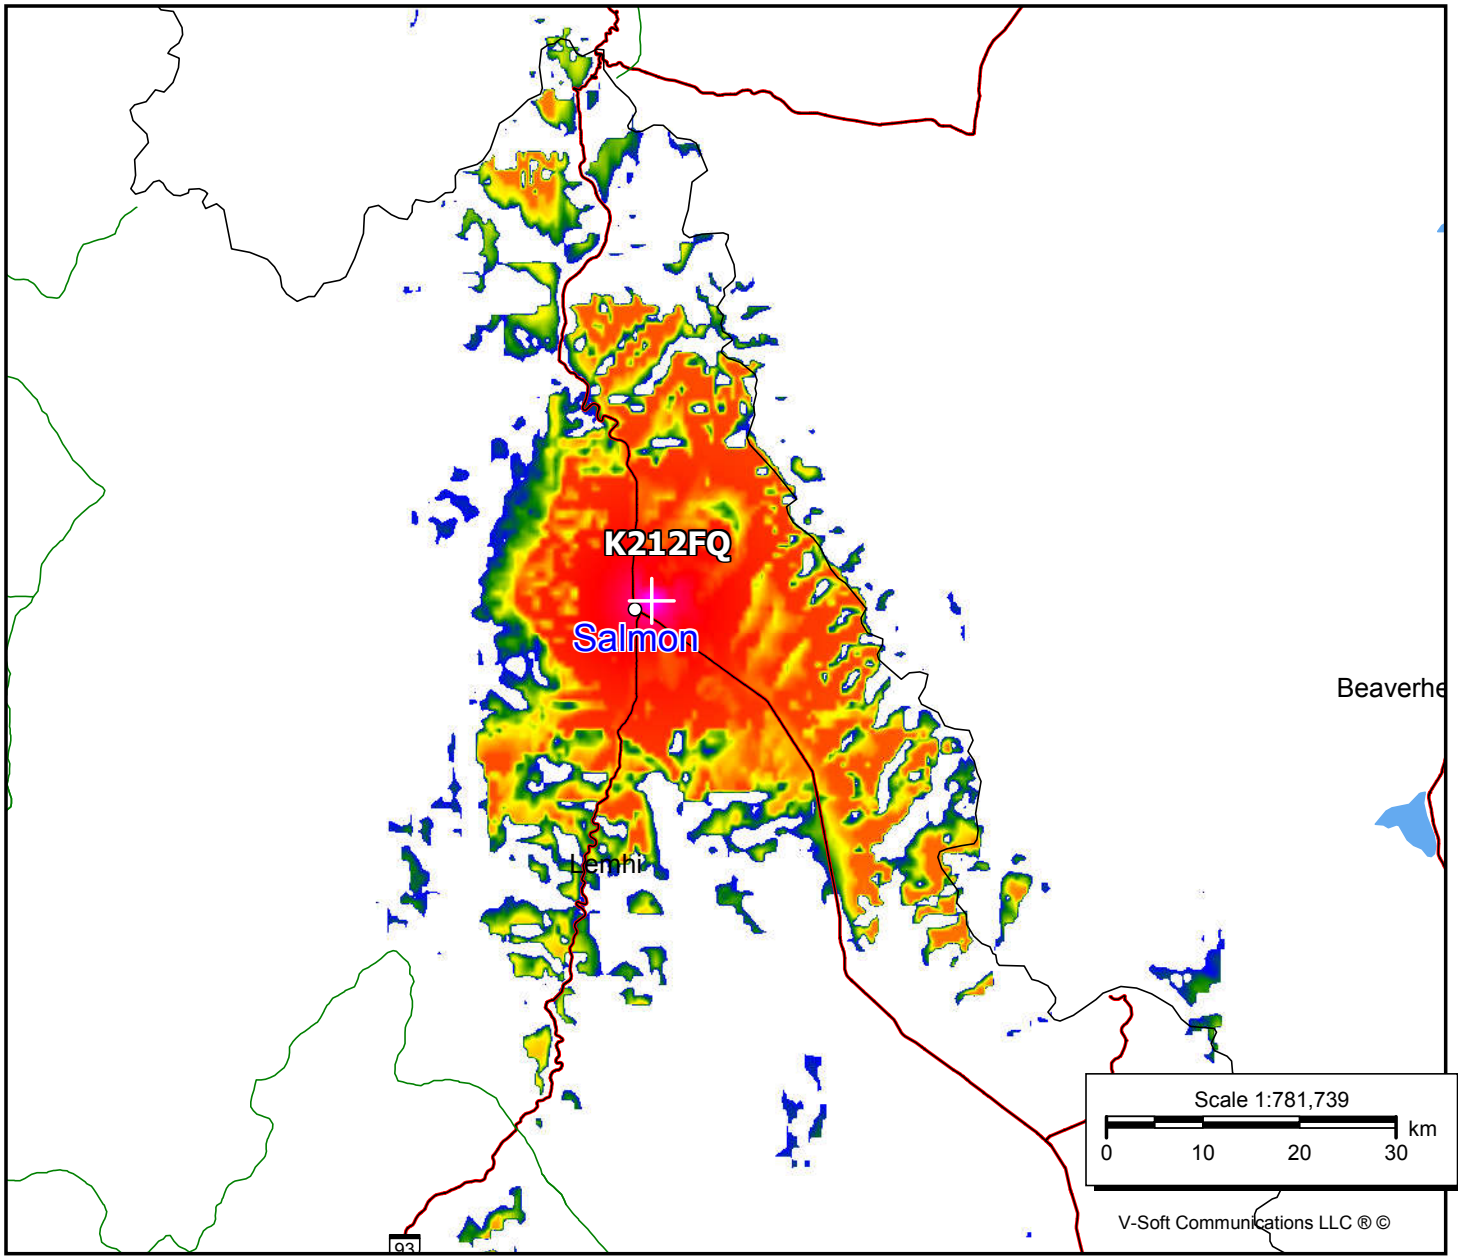 K212FQ
Salmon
Beaverhe
Lemhi
Scale 1:781,739
km
0 10 20 30
V-Soft Communications LLC ® ©
93